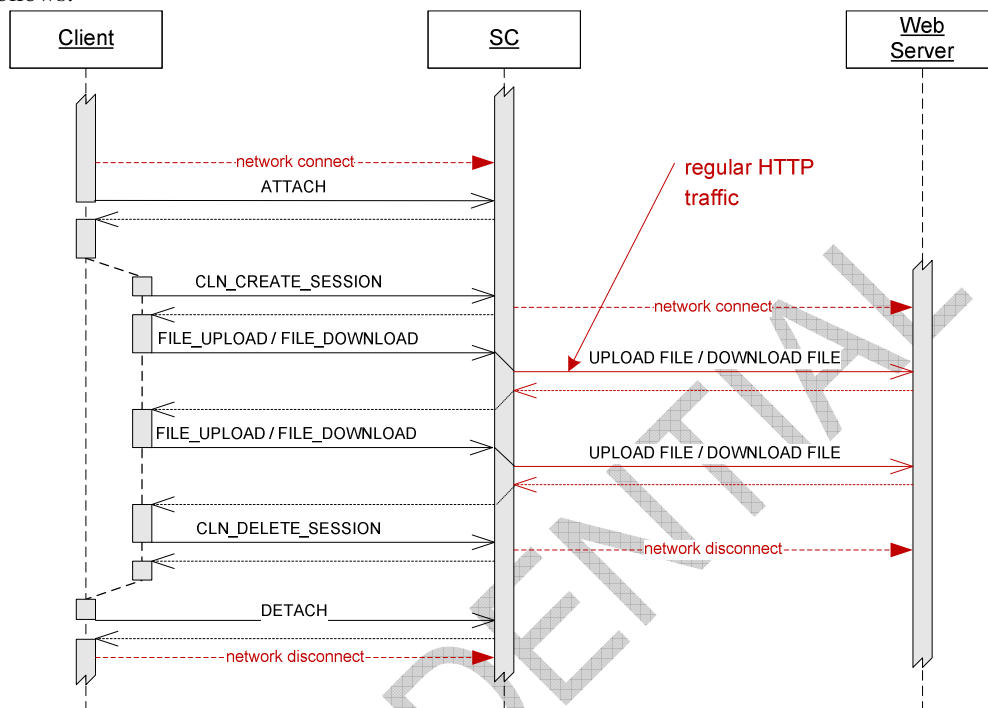 Client
SC
Web
Server
network connect
regular HTTP
traffic
ATTACH
CLN_CREATE_SESSION
network connect
FILE_UPLOAD / FILE_DOWNLOAD
UPLOAD FILE / DOWNLOAD FILE
FILE_UPLOAD / FILE_DOWNLOAD
UPLOAD FILE / DOWNLOAD FILE
CLN_DELETE_SESSION
network disconnect
DETACH
network disconnect
DENTIAL